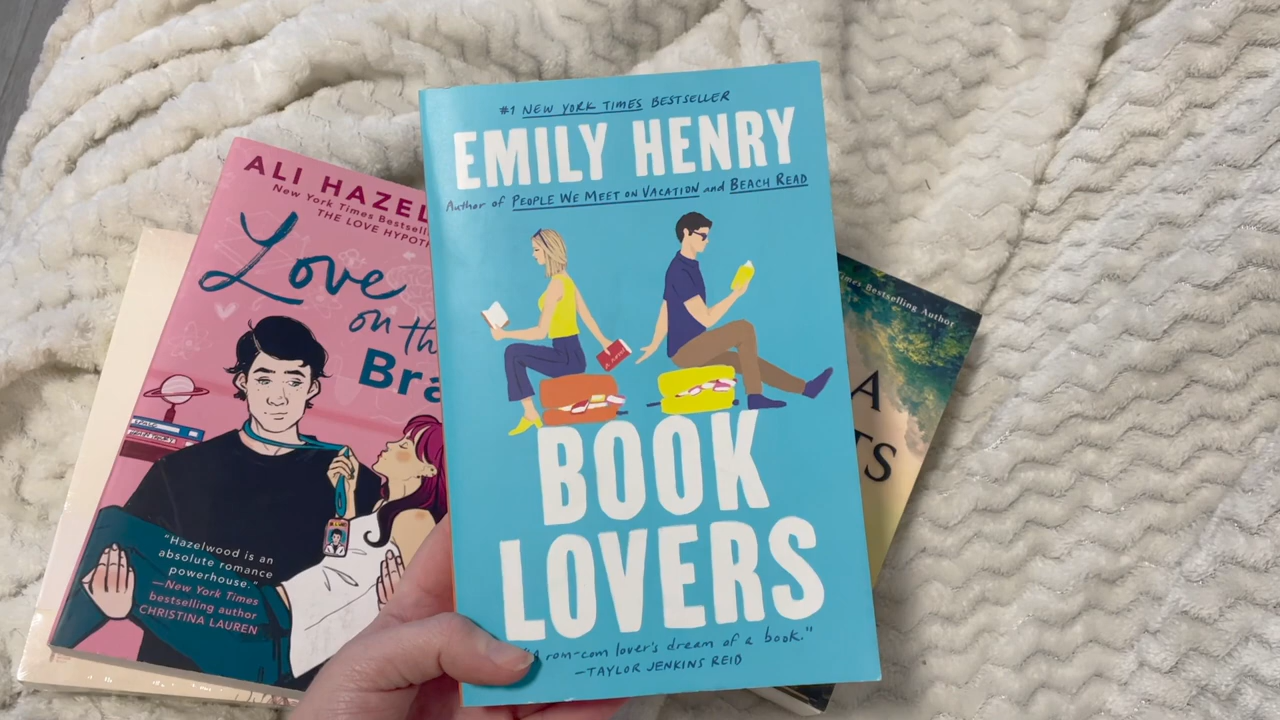 #1 NEW YORK TIMES BESTSELLER
EMILY HENRY
Author of PEOPLE WE MEET ON VACATION and BEACH READ
a novel
BOOK
LOVERS
"A rom-com lover's dream of a book."
—TAYLOR JENKINS REID
ALI HAZEL
New York Times Bestsell
THE LOVE HYPOTH
Love
on th
Bra
"Hazelwood is an
absolute romance
powerhouse."
—New York Times
bestselling author
CHRISTINA LAUREN
imes Bestselling Author
A
TS